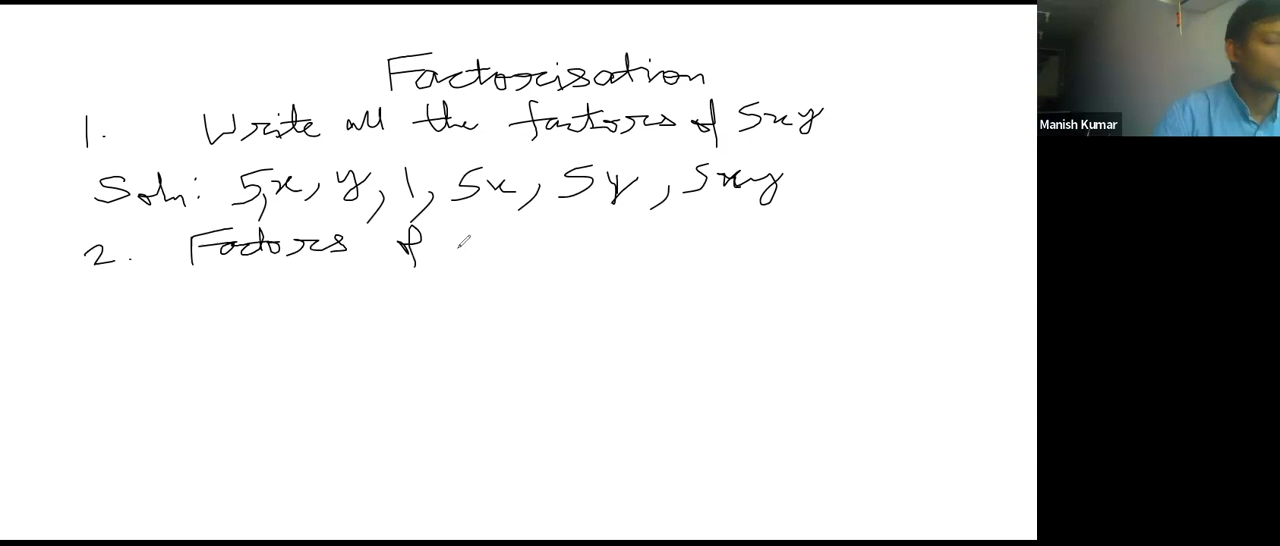 Factorisation
1. Write all the factors of 5xy
Soln: 5, x, y, 1, 5x, 5y, 5xy
2. Factors of
Manish Kumar